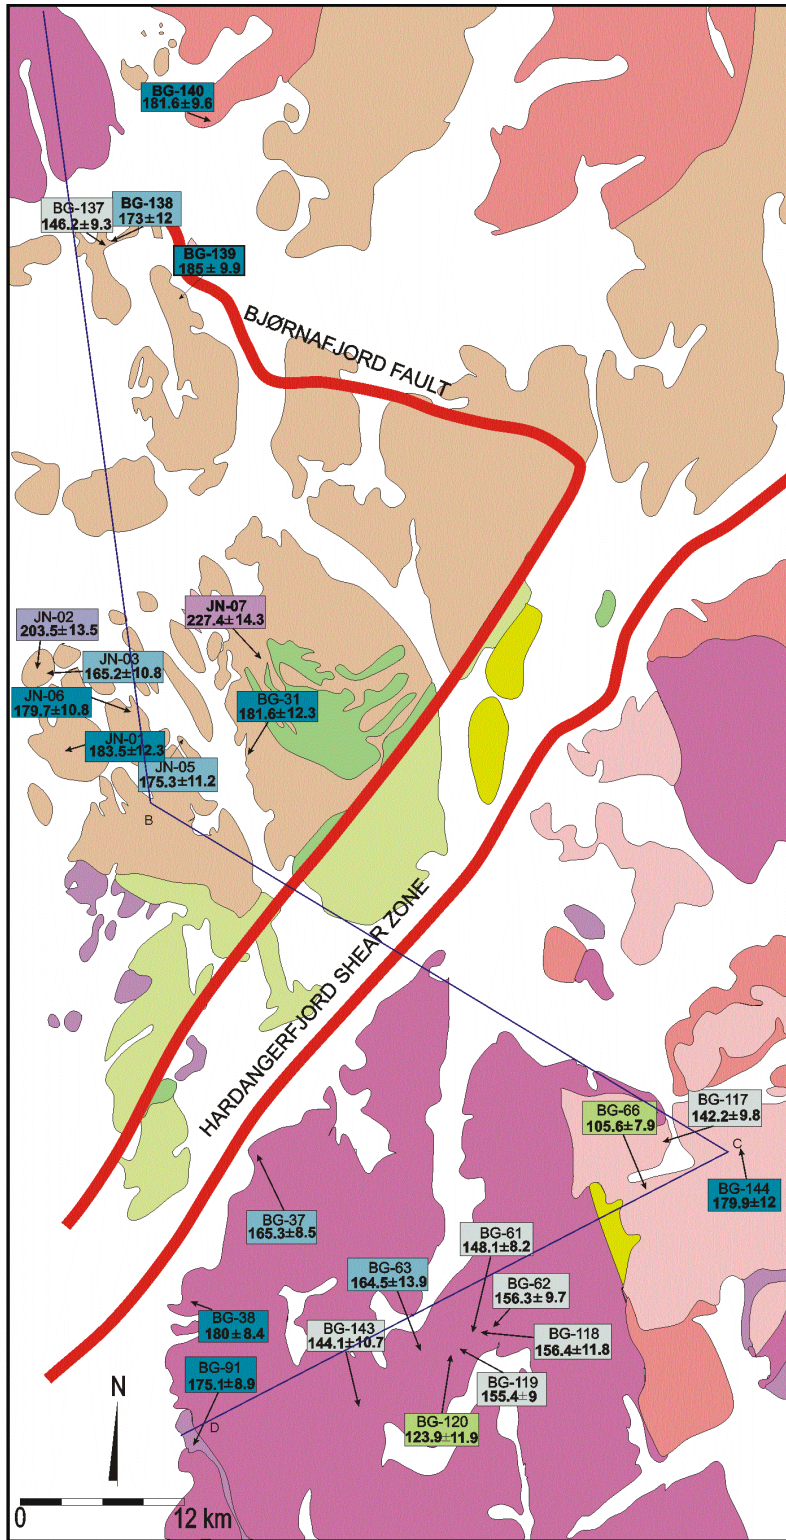 BG-140
181.6±9.6
BG-137
146.2±9.3
BG-138
173±12
BG-139
185± 9.9
BJØRNAFJORD FAULT
JN-02
203.5±13.5
JN-07
227.4±14.3
JN-03
165.2±10.8
JN-06
179.7±10.8
BG-31
181.6±12.3
JN-01
183.5±12.3
JN-05
175.3±11.2
B
HARDANGERFJORD SHEAR ZONE
BG-117
142.2±9.8
BG-66
105.6±7.9
C
BG-144
179.9±12
BG-37
165.3±8.5
BG-61
148.1±8.2
BG-63
164.5±13.9
BG-62
156.3±9.7
BG-38
180±8.4
BG-143
144.1±10.7
BG-118
156.4±11.8
BG-91
175.1±8.9
BG-119
155.4±9
BG-120
123.9±11.9
D
N
0
12 km